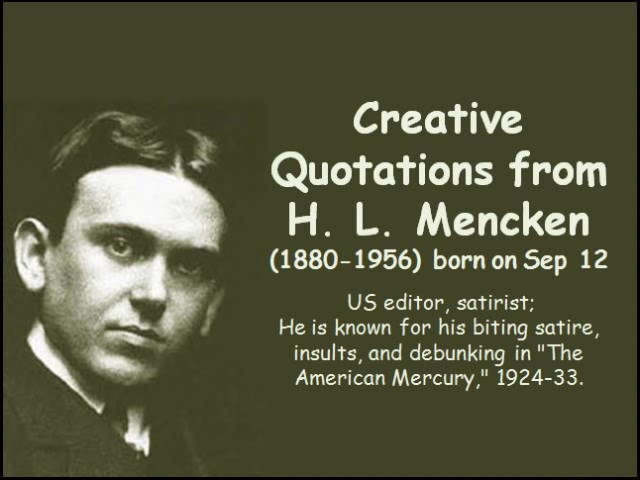 Creative
Quotations from
H. L. Mencken
(1880-1956) born on Sep 12
US editor, satirist;
He is known for his biting satire,
insults, and debunking in "The
American Mercury," 1924-33.